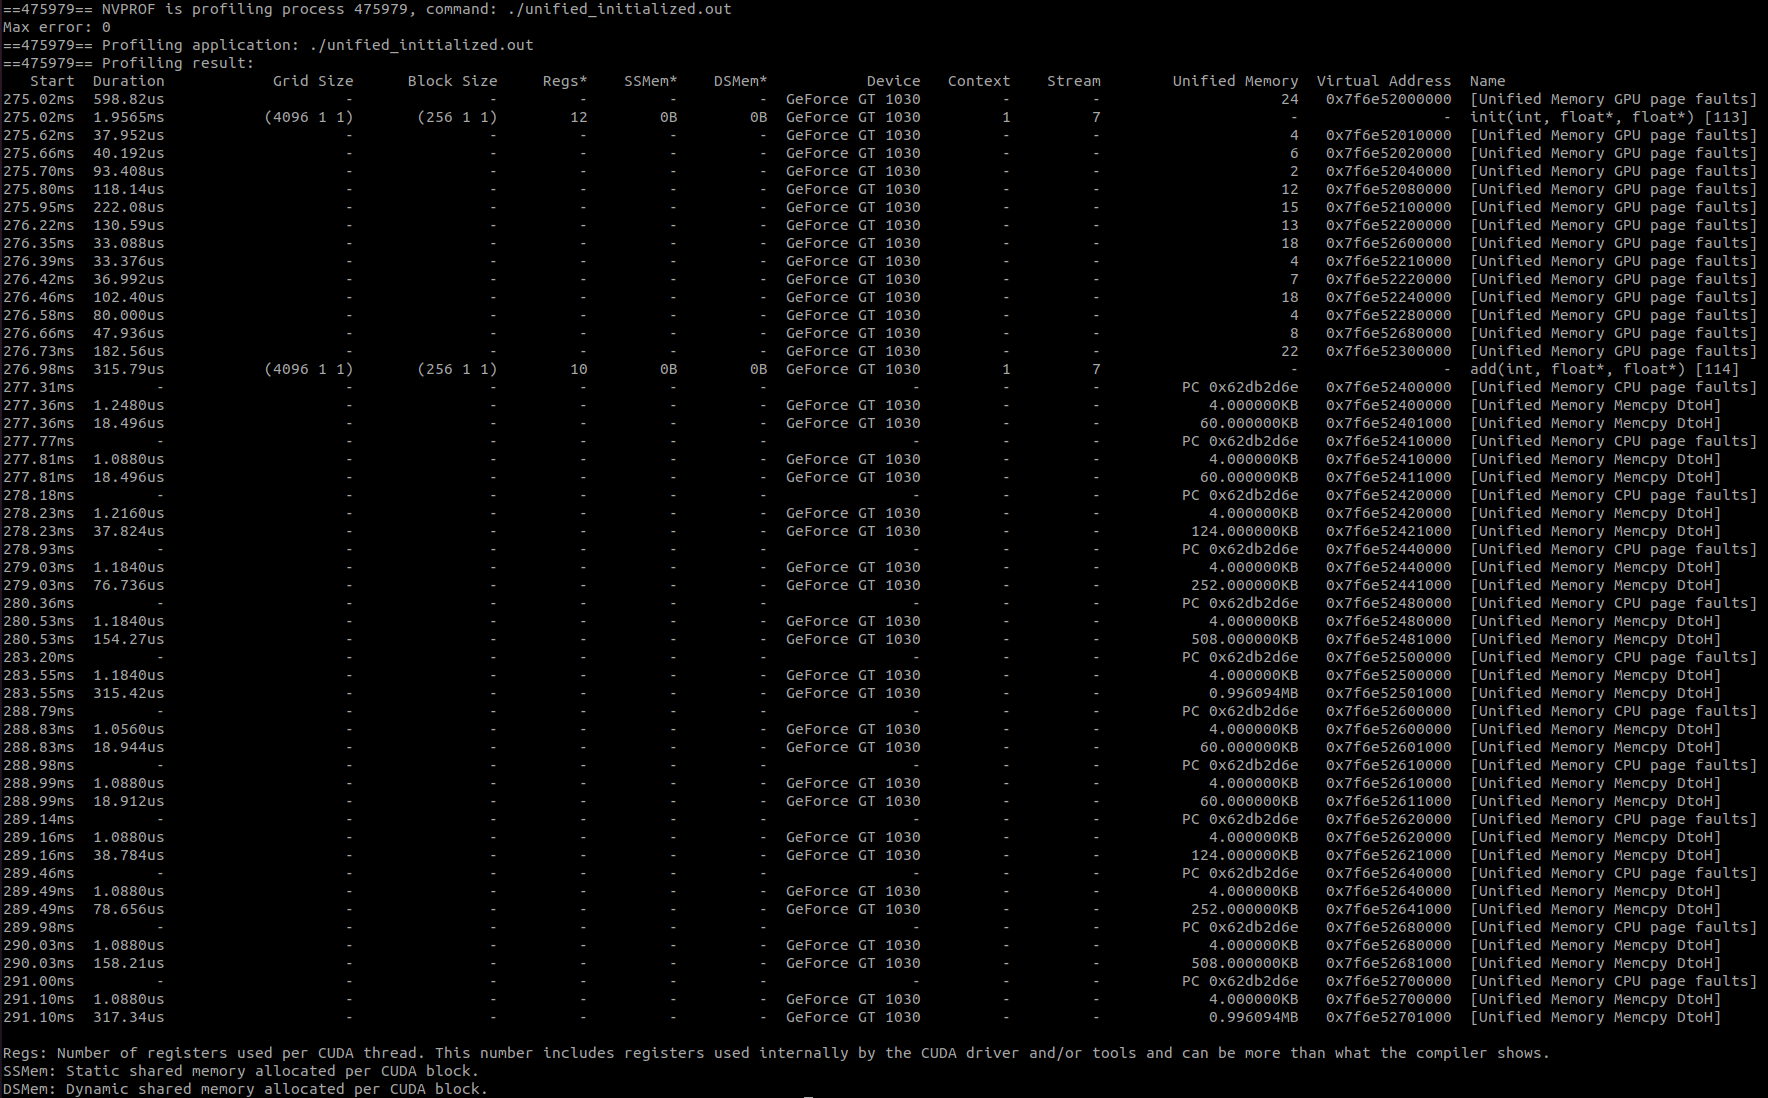 ==475979== NVPROF is profiling process 475979, command: ./unified_initialized.out
Max error: 0
==475979== Profiling application: ./unified_initialized.out
==475979== Profiling result:
   Start  Duration            Grid Size      Block Size     Regs*    SSMem*    DSMem*           Device   Context    Stream        Unified Memory  Virtual Address  Name
275.02ms  598.82us                    -               -         -         -         -  GeForce GT 1030         -         -                    24   0x7f6e52000000  [Unified Memory GPU page faults]
275.02ms  1.9565ms           (4096 1 1)       (256 1 1)        12        0B        0B  GeForce GT 1030         1         7                     -                -  init(int, float*, float*) [113]
275.62ms  37.952us                    -               -         -         -         -  GeForce GT 1030         -         -                     4   0x7f6e52010000  [Unified Memory GPU page faults]
275.66ms  40.192us                    -               -         -         -         -  GeForce GT 1030         -         -                     6   0x7f6e52020000  [Unified Memory GPU page faults]
275.70ms  93.408us                    -               -         -         -         -  GeForce GT 1030         -         -                     2   0x7f6e52040000  [Unified Memory GPU page faults]
275.80ms  118.14us                    -               -         -         -         -  GeForce GT 1030         -         -                    12   0x7f6e52080000  [Unified Memory GPU page faults]
275.95ms  222.08us                    -               -         -         -         -  GeForce GT 1030         -         -                    15   0x7f6e52100000  [Unified Memory GPU page faults]
276.22ms  130.59us                    -               -         -         -         -  GeForce GT 1030         -         -                    13   0x7f6e52200000  [Unified Memory GPU page faults]
276.35ms  33.088us                    -               -         -         -         -  GeForce GT 1030         -         -                    18   0x7f6e52600000  [Unified Memory GPU page faults]
276.39ms  33.376us                    -               -         -         -         -  GeForce GT 1030         -         -                     4   0x7f6e52210000  [Unified Memory GPU page faults]
276.42ms  36.992us                    -               -         -         -         -  GeForce GT 1030         -         -                     7   0x7f6e52220000  [Unified Memory GPU page faults]
276.46ms  102.40us                    -               -         -         -         -  GeForce GT 1030         -         -                    18   0x7f6e52240000  [Unified Memory GPU page faults]
276.58ms  80.000us                    -               -         -         -         -  GeForce GT 1030         -         -                     4   0x7f6e52280000  [Unified Memory GPU page faults]
276.66ms  47.936us                    -               -         -         -         -  GeForce GT 1030         -         -                     8   0x7f6e52680000  [Unified Memory GPU page faults]
276.73ms  182.56us                    -               -         -         -         -  GeForce GT 1030         -         -                    22   0x7f6e52300000  [Unified Memory GPU page faults]
276.98ms  315.79us           (4096 1 1)       (256 1 1)        10        0B        0B  GeForce GT 1030         1         7                     -                -  add(int, float*, float*) [114]
277.31ms         -                    -               -         -         -         -                -         -         -         PC 0x62db2d6e   0x7f6e52400000  [Unified Memory CPU page faults]
277.36ms  1.2480us                    -               -         -         -         -  GeForce GT 1030         -         -            4.000000KB   0x7f6e52400000  [Unified Memory Memcpy DtoH]
277.36ms  18.496us                    -               -         -         -         -  GeForce GT 1030         -         -           60.000000KB   0x7f6e52401000  [Unified Memory Memcpy DtoH]
277.77ms         -                    -               -         -         -         -                -         -         -         PC 0x62db2d6e   0x7f6e52410000  [Unified Memory CPU page faults]
277.81ms  1.0880us                    -               -         -         -         -  GeForce GT 1030         -         -            4.000000KB   0x7f6e52410000  [Unified Memory Memcpy DtoH]
277.81ms  18.496us                    -               -         -         -         -  GeForce GT 1030         -         -           60.000000KB   0x7f6e52411000  [Unified Memory Memcpy DtoH]
278.18ms         -                    -               -         -         -         -                -         -         -         PC 0x62db2d6e   0x7f6e52420000  [Unified Memory CPU page faults]
278.23ms  1.2160us                    -               -         -         -         -  GeForce GT 1030         -         -            4.000000KB   0x7f6e52420000  [Unified Memory Memcpy DtoH]
278.23ms  37.824us                    -               -         -         -         -  GeForce GT 1030         -         -          124.000000KB   0x7f6e52421000  [Unified Memory Memcpy DtoH]
278.93ms         -                    -               -         -         -         -                -         -         -         PC 0x62db2d6e   0x7f6e52440000  [Unified Memory CPU page faults]
279.03ms  1.1840us                    -               -         -         -         -  GeForce GT 1030         -         -            4.000000KB   0x7f6e52440000  [Unified Memory Memcpy DtoH]
279.03ms  76.736us                    -               -         -         -         -  GeForce GT 1030         -         -          252.000000KB   0x7f6e52441000  [Unified Memory Memcpy DtoH]
280.36ms         -                    -               -         -         -         -                -         -         -         PC 0x62db2d6e   0x7f6e52480000  [Unified Memory CPU page faults]
280.53ms  1.1840us                    -               -         -         -         -  GeForce GT 1030         -         -            4.000000KB   0x7f6e52480000  [Unified Memory Memcpy DtoH]
280.53ms  154.27us                    -               -         -         -         -  GeForce GT 1030         -         -          508.000000KB   0x7f6e52481000  [Unified Memory Memcpy DtoH]
283.20ms         -                    -               -         -         -         -                -         -         -         PC 0x62db2d6e   0x7f6e52500000  [Unified Memory CPU page faults]
283.55ms  1.1840us                    -               -         -         -         -  GeForce GT 1030         -         -            4.000000KB   0x7f6e52500000  [Unified Memory Memcpy DtoH]
283.55ms  315.42us                    -               -         -         -         -  GeForce GT 1030         -         -            0.996094MB   0x7f6e52501000  [Unified Memory Memcpy DtoH]
288.79ms         -                    -               -         -         -         -                -         -         -         PC 0x62db2d6e   0x7f6e52600000  [Unified Memory CPU page faults]
288.83ms  1.0560us                    -               -         -         -         -  GeForce GT 1030         -         -            4.000000KB   0x7f6e52600000  [Unified Memory Memcpy DtoH]
288.83ms  18.944us                    -               -         -         -         -  GeForce GT 1030         -         -           60.000000KB   0x7f6e52601000  [Unified Memory Memcpy DtoH]
288.98ms         -                    -               -         -         -         -                -         -         -         PC 0x62db2d6e   0x7f6e52610000  [Unified Memory CPU page faults]
288.99ms  1.0880us                    -               -         -         -         -  GeForce GT 1030         -         -            4.000000KB   0x7f6e52610000  [Unified Memory Memcpy DtoH]
288.99ms  18.912us                    -               -         -         -         -  GeForce GT 1030         -         -           60.000000KB   0x7f6e52611000  [Unified Memory Memcpy DtoH]
289.14ms         -                    -               -         -         -         -                -         -         -         PC 0x62db2d6e   0x7f6e52620000  [Unified Memory CPU page faults]
289.16ms  1.0880us                    -               -         -         -         -  GeForce GT 1030         -         -            4.000000KB   0x7f6e52620000  [Unified Memory Memcpy DtoH]
289.16ms  38.784us                    -               -         -         -         -  GeForce GT 1030         -         -          124.000000KB   0x7f6e52621000  [Unified Memory Memcpy DtoH]
289.46ms         -                    -               -         -         -         -                -         -         -         PC 0x62db2d6e   0x7f6e52640000  [Unified Memory CPU page faults]
289.49ms  1.0880us                    -               -         -         -         -  GeForce GT 1030         -         -            4.000000KB   0x7f6e52640000  [Unified Memory Memcpy DtoH]
289.49ms  78.656us                    -               -         -         -         -  GeForce GT 1030         -         -          252.000000KB   0x7f6e52641000  [Unified Memory Memcpy DtoH]
289.98ms         -                    -               -         -         -         -                -         -         -         PC 0x62db2d6e   0x7f6e52680000  [Unified Memory CPU page faults]
290.03ms  1.0880us                    -               -         -         -         -  GeForce GT 1030         -         -            4.000000KB   0x7f6e52680000  [Unified Memory Memcpy DtoH]
290.03ms  158.21us                    -               -         -         -         -  GeForce GT 1030         -         -          508.000000KB   0x7f6e52681000  [Unified Memory Memcpy DtoH]
291.00ms         -                    -               -         -         -         -                -         -         -         PC 0x62db2d6e   0x7f6e52700000  [Unified Memory CPU page faults]
291.10ms  1.0880us                    -               -         -         -         -  GeForce GT 1030         -         -            4.000000KB   0x7f6e52700000  [Unified Memory Memcpy DtoH]
291.10ms  317.34us                    -               -         -         -         -  GeForce GT 1030         -         -            0.996094MB   0x7f6e52701000  [Unified Memory Memcpy DtoH]

Regs: Number of registers used per CUDA thread. This number includes registers used internally by the CUDA driver and/or tools and can be more than what the compiler shows.
SSMem: Static shared memory allocated per CUDA block.
DSMem: Dynamic shared memory allocated per CUDA block.